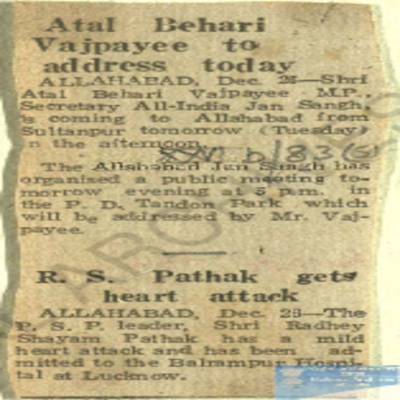 Atal Behari
Vajpayee to
address today
ALLAHABAD, Dec. 26—Shri
Atal Behari Vajpayee M.P.,
Secretary All-India Jan Sangh,
is coming to Allahabad from
Sultanpur tomorrow (Tuesday)
in the afternoon.
The Allahabad Jan Sangh has
organised a public meeting to-
morrow evening at 5 p.m. in
the P. D. Tandon Park which
will be addressed by Mr. Vaj-
payee.
R. S. Pathak gets
heart attack
ALLAHABAD, Dec. 26—The
P. S. P. leader, Shri Radhey
Shayam Pathak has a mild
heart attack and has been ad-
mitted to the Balrampur Hospi-
tal at Lucknow.